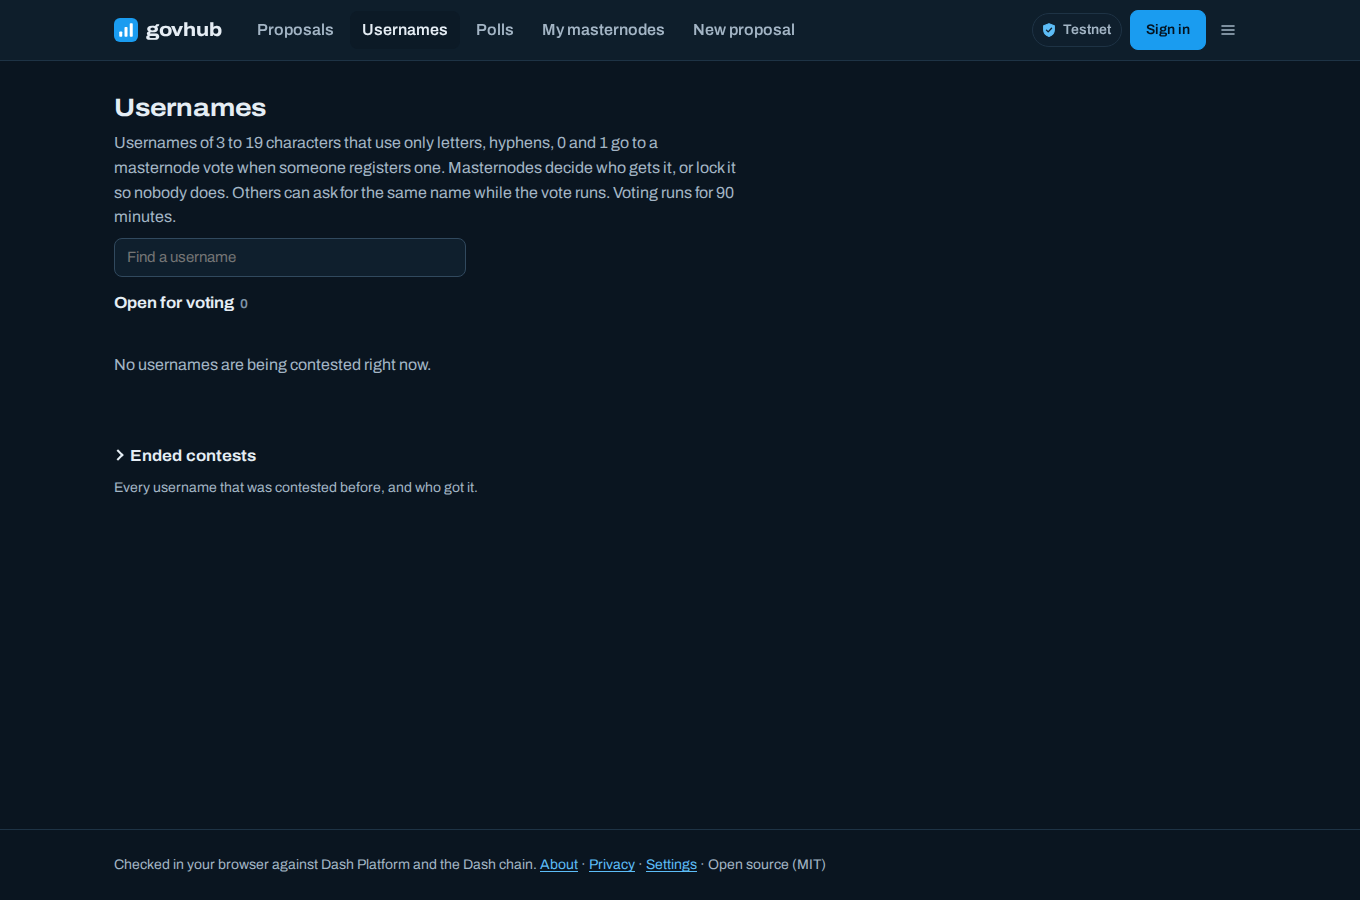 govhub Proposals Usernames Polls My masternodes New proposal Testnet Sign in
Usernames
Usernames of 3 to 19 characters that use only letters, hyphens, 0 and 1 go to a
masternode vote when someone registers one. Masternodes decide who gets it, or lock it
so nobody does. Others can ask for the same name while the vote runs. Voting runs for 90
minutes.
Find a username
Open for voting 0
No usernames are being contested right now.
Ended contests
Every username that was contested before, and who got it.
Checked in your browser against Dash Platform and the Dash chain. About · Privacy · Settings · Open source (MIT)